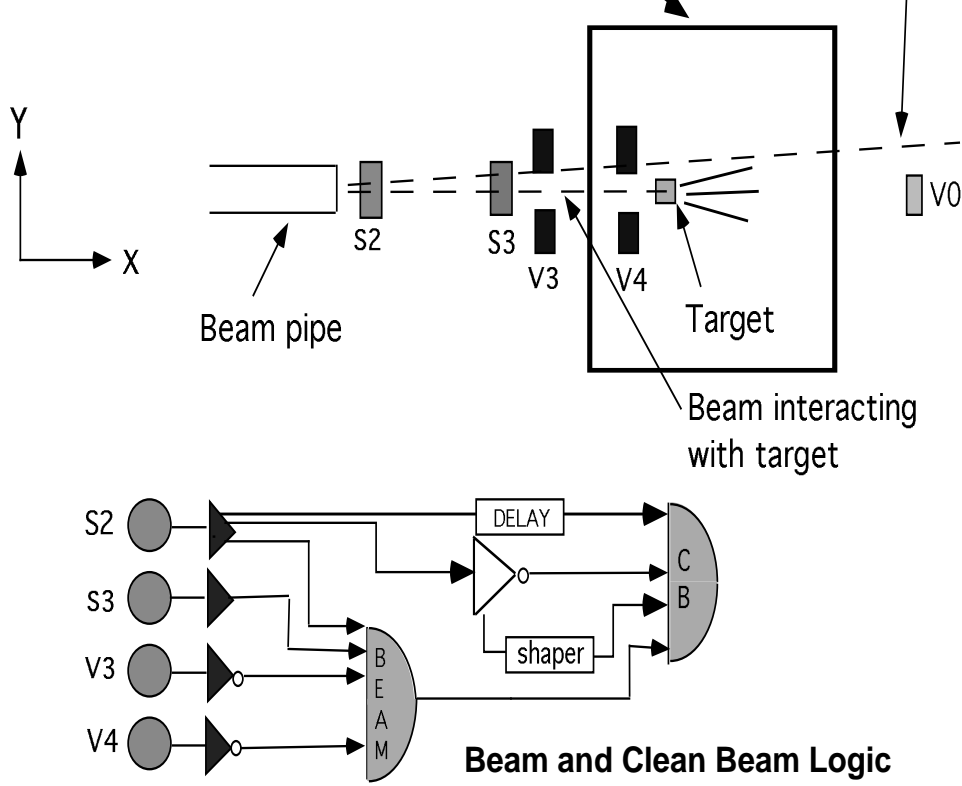 Y
X
S2
S3
V3
V4
V0
Target
Beam pipe
Beam interacting
with target
S2
DELAY
S3
C
B
V3
shaper
B
E
A
M
V4
Beam and Clean Beam Logic